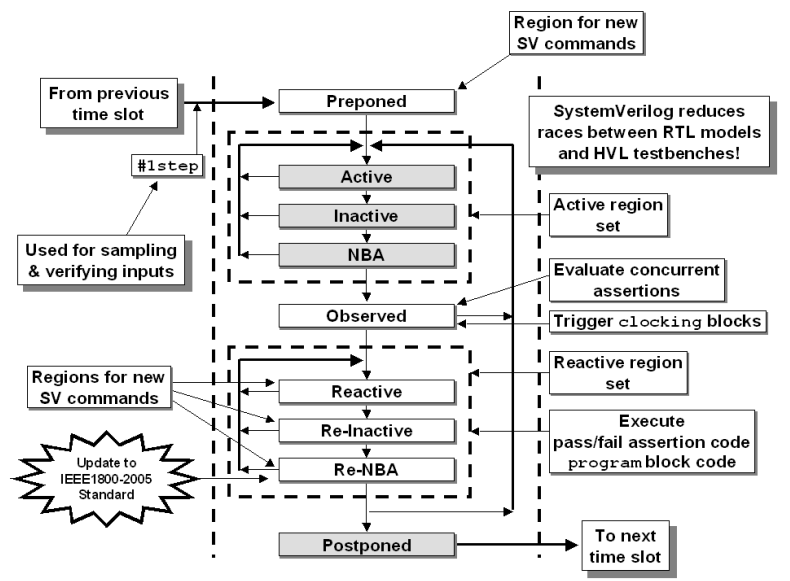 Region for new
SV commands
From previous
time slot
Preponed
SystemVerilog reduces
races between RTL models
and HVL testbenches!
#1step
Active
Inactive
NBA
Active region
set
Used for sampling
& verifying inputs
Evaluate concurrent
assertions
Observed
Trigger clocking blocks
Reactive region
set
Regions for new
SV commands
Reactive
Re-Inactive
Re-NBA
Execute
pass/fail assertion code
program block code
Update to
IEEE1800-2005
Standard
Postponed
To next
time slot